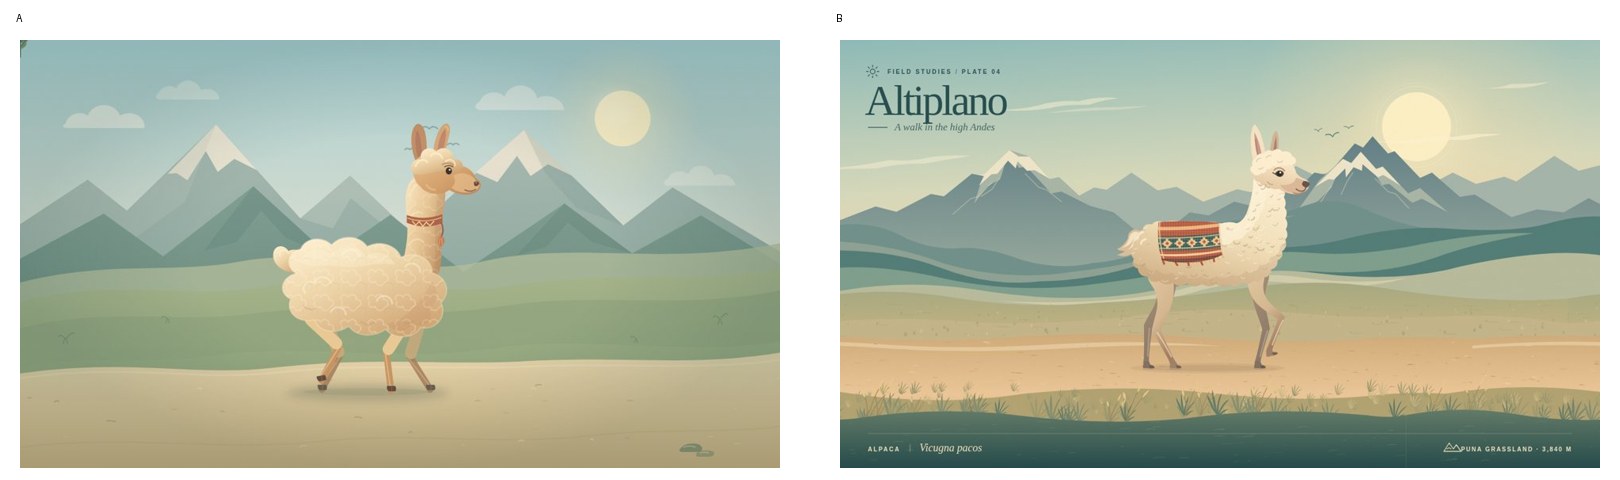 A
B
FIELD STUDIES / PLATE 04
Altiplano
A walk in the high Andes
ALPACA | Vicugna pacos
PUNA GRASSLAND · 3,840 M